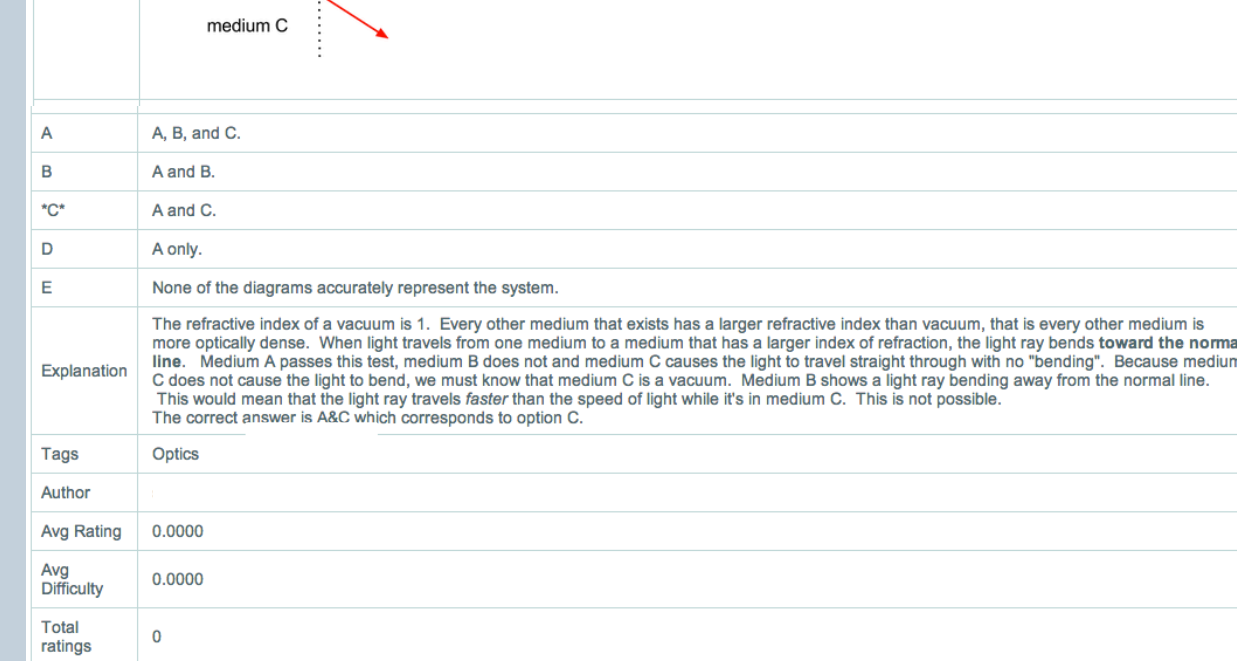 medium C
A
A, B, and C.
B
A and B.
*C*
A and C.
D
A only.
E
None of the diagrams accurately represent the system.
Explanation
The refractive index of a vacuum is 1. Every other medium that exists has a larger refractive index than vacuum, that is every other medium is
more optically dense. When light travels from one medium to a medium that has a larger index of refraction, the light ray bends toward the norma
line. Medium A passes this test, medium B does not and medium C causes the light to travel straight through with no "bending". Because medium
C does not cause the light to bend, we must know that medium C is a vacuum. Medium B shows a light ray bending away from the normal line.
This would mean that the light ray travels faster than the speed of light while it's in medium C. This is not possible.
The correct answer is A&C which corresponds to option C.
Tags
Optics
Author
Avg Rating
0.0000
Avg
Difficulty
0.0000
Total
ratings
0